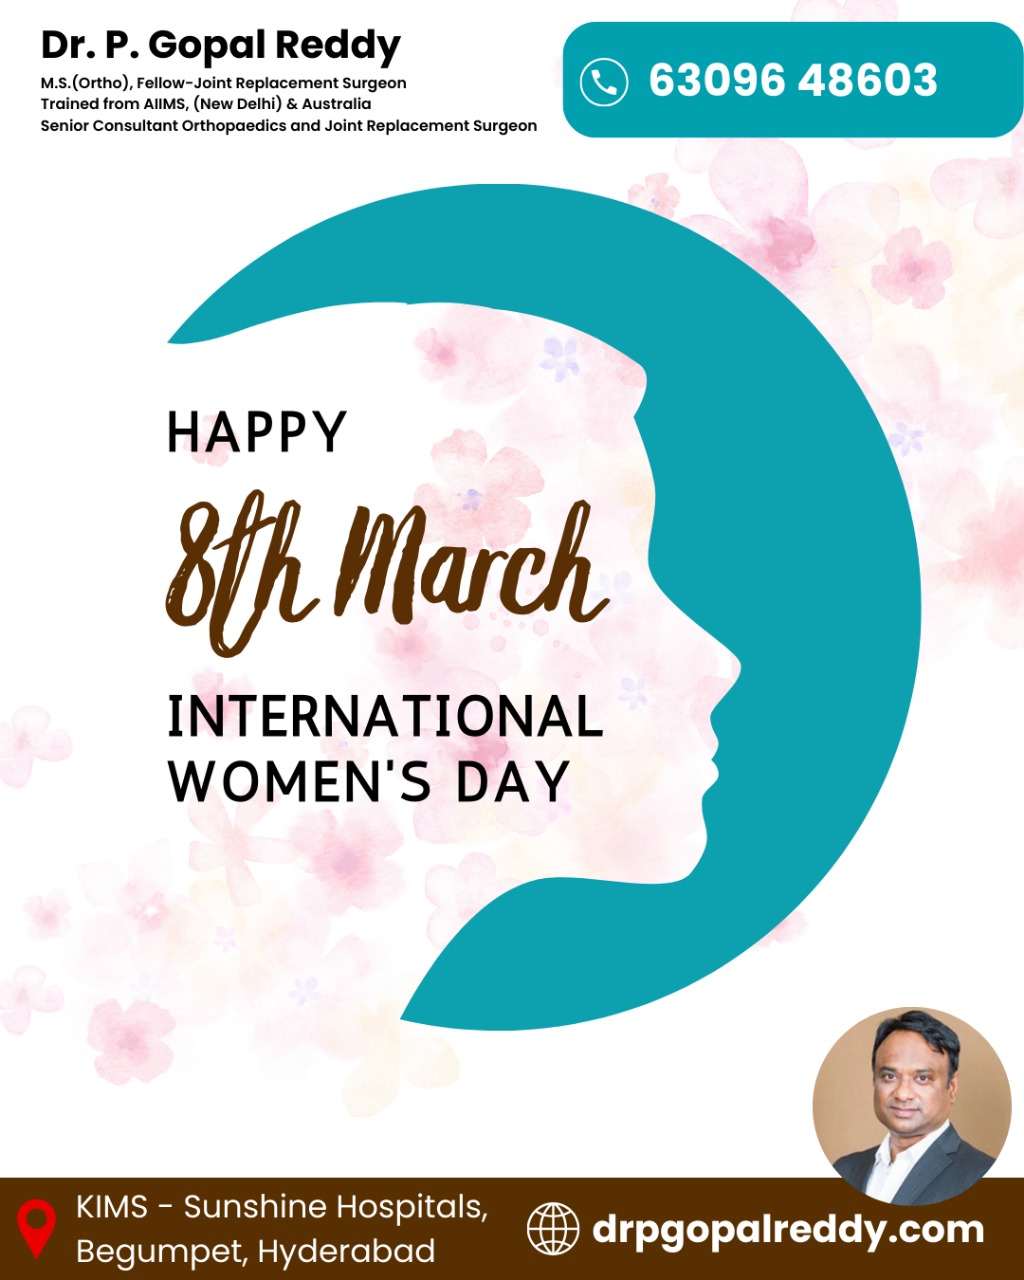 Dr. P. Gopal Reddy
M.S.(Ortho), Fellow-Joint Replacement Surgeon
Trained from AIIMS, (New Delhi) & Australia
Senior Consultant Orthopaedics and Joint Replacement Surgeon
63096 48603
HAPPY
8th March
INTERNATIONAL
WOMEN'S DAY
KIMS - Sunshine Hospitals,
Begumpet, Hyderabad
drpgopalreddy.com